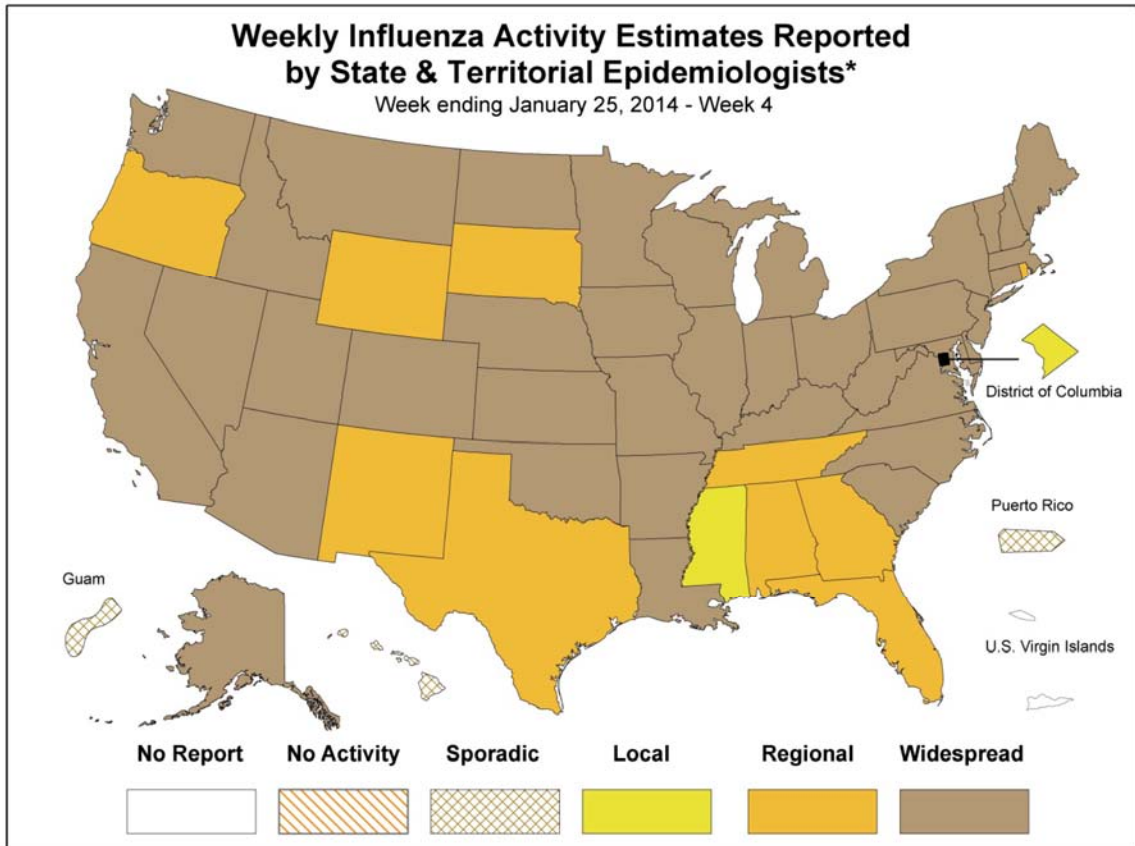 Weekly Influenza Activity Estimates Reported
by State & Territorial Epidemiologists*
Week ending January 25, 2014 - Week 4
District of Columbia
Puerto Rico
Guam
U.S. Virgin Islands
No Report No Activity Sporadic Local Regional Widespread